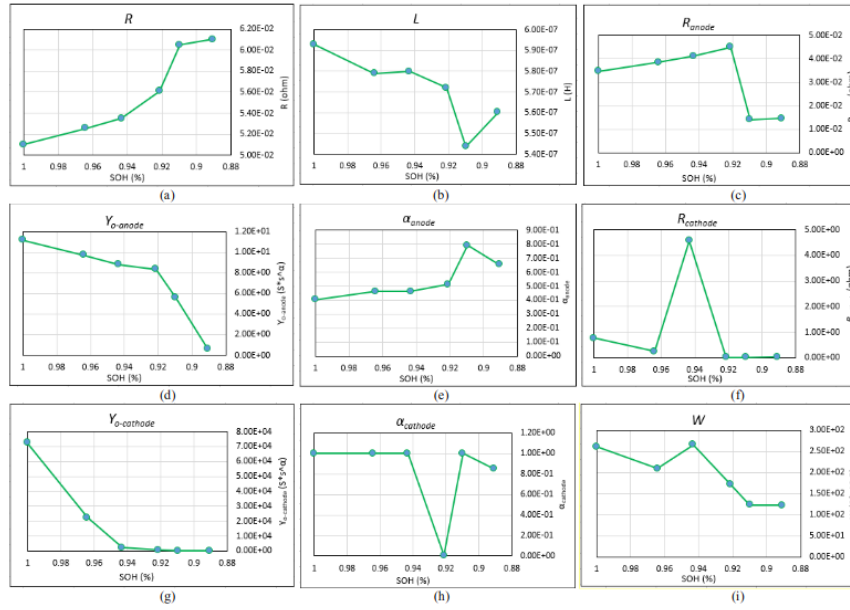 R
6.20E-02
6.00E-02
5.80E-02
5.60E-02
5.40E-02
5.20E-02
5.00E-02
R (ohm)
1 0.98 0.96 0.94 0.92 0.9 0.88
SOH (%)
(a)
L
6.00E-07
5.90E-07
5.80E-07
5.70E-07
5.60E-07
5.50E-07
5.40E-07
L (H)
1 0.98 0.96 0.94 0.92 0.9 0.88
SOH (%)
(b)
R_anode
5.00E-02
4.00E-02
3.00E-02
2.00E-02
1.00E-02
0.00E+00
1 0.98 0.96 0.94 0.92 0.9 0.88
SOH (%)
(c)
Y_o-anode
1.20E+01
1.00E+01
8.00E+00
6.00E+00
4.00E+00
2.00E+00
0.00E+00
Y_o-anode (S*s^α)
1 0.98 0.96 0.94 0.92 0.9 0.88
SOH (%)
(d)
α_anode
9.00E-01
8.00E-01
7.00E-01
6.00E-01
5.00E-01
4.00E-01
3.00E-01
2.00E-01
1.00E-01
0.00E+00
α_anode
1 0.98 0.96 0.94 0.92 0.9 0.88
SOH (%)
(e)
R_cathode
5.00E+00
4.00E+00
3.00E+00
2.00E+00
1.00E+00
0.00E+00
1 0.98 0.96 0.94 0.92 0.9 0.88
SOH (%)
(f)
Y_o-cathode
8.00E+04
7.00E+04
6.00E+04
5.00E+04
4.00E+04
3.00E+04
2.00E+04
1.00E+04
0.00E+00
Y_o-cathode (S*s^α)
1 0.98 0.96 0.94 0.92 0.9 0.88
SOH (%)
(g)
α_cathode
1.20E+00
1.00E+00
8.00E-01
6.00E-01
4.00E-01
2.00E-01
0.00E+00
α_cathode
1 0.98 0.96 0.94 0.92 0.9 0.88
SOH (%)
(h)
W
3.00E+02
2.50E+02
2.00E+02
1.50E+02
1.00E+02
5.00E+01
0.00E+00
1 0.98 0.96 0.94 0.92 0.9 0.88
SOH (%)
(i)